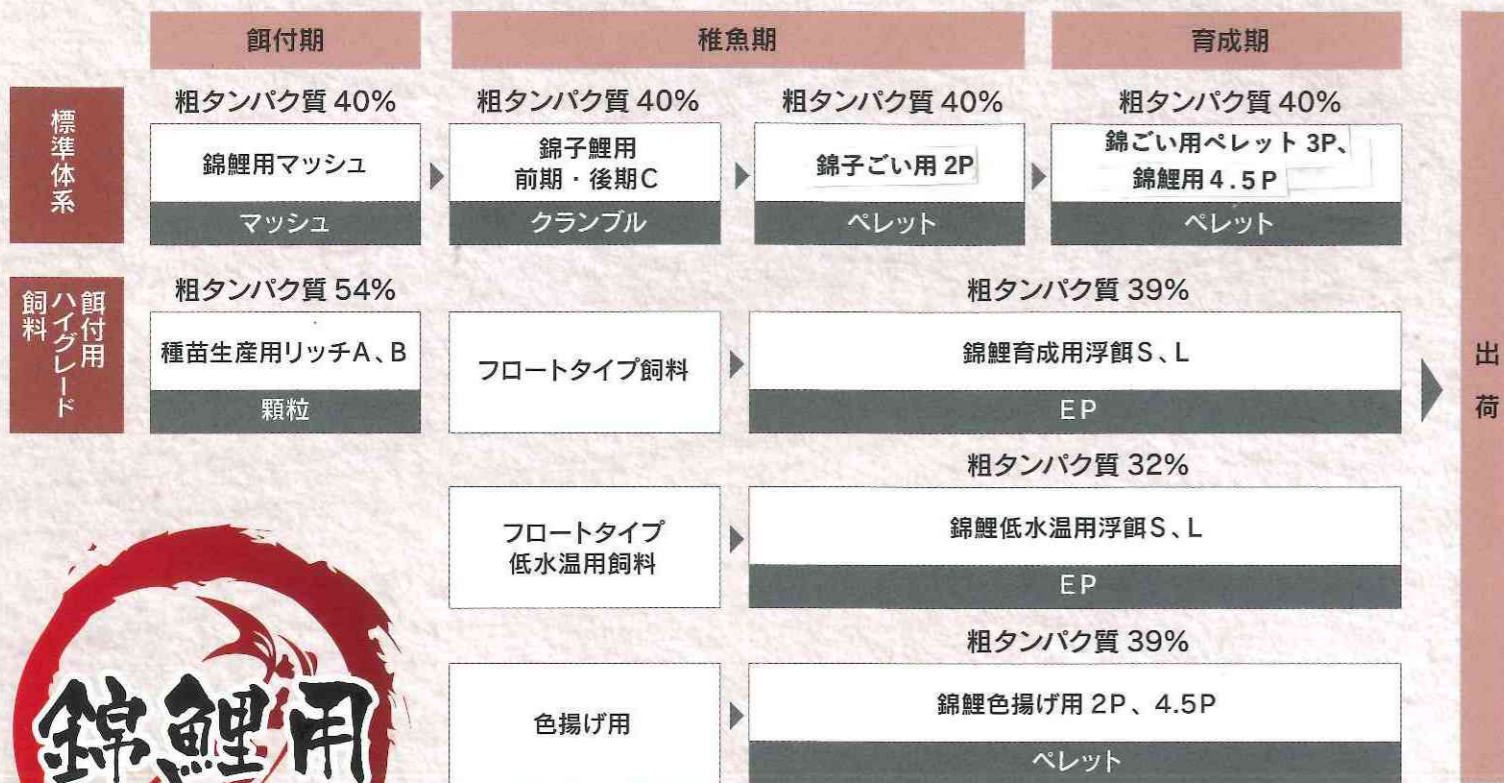 餌付期
稚魚期
育成期
標準体系
粗タンパク質 40%
錦鯉用マッシュ
マッシュ
粗タンパク質 40%
錦子鯉用
前期・後期C
クランブル
粗タンパク質 40%
錦子ごい用 2P
ペレット
粗タンパク質 40%
錦ごい用ペレット 3P、
錦鯉用4.5P
ペレット
餌付用
ハイグレード
飼料
粗タンパク質 54%
種苗生産用リッチA、B
顆粒
フロートタイプ飼料
粗タンパク質 39%
錦鯉育成用浮餌S、L
EP
フロートタイプ
低水温用飼料
粗タンパク質 32%
錦鯉低水温用浮餌S、L
EP
色揚げ用
粗タンパク質 39%
錦鯉色揚げ用 2P、4.5P
ペレット
出荷
錦鯉用